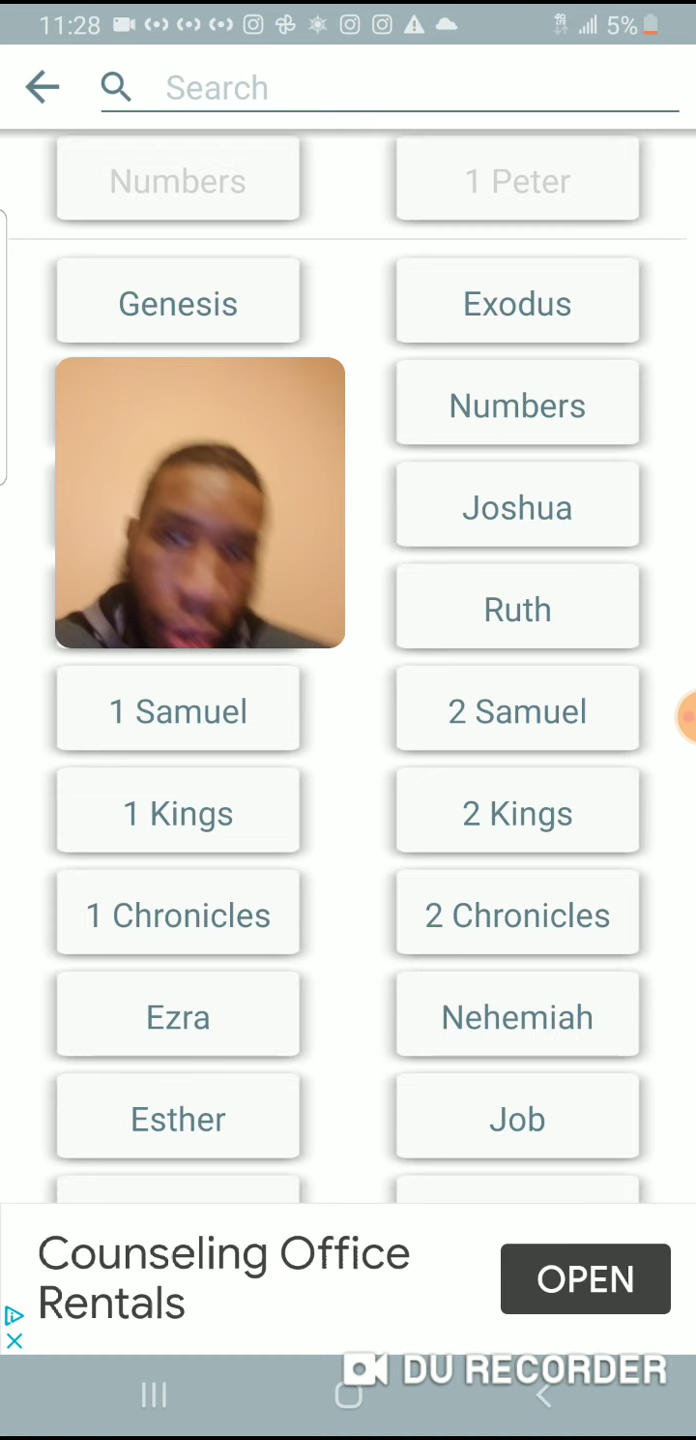 11:28 5%
Search
Numbers 1 Peter
Genesis Exodus
Numbers
Joshua
Ruth
1 Samuel 2 Samuel
1 Kings 2 Kings
1 Chronicles 2 Chronicles
Ezra Nehemiah
Esther Job
Counseling Office
Rentals
OPEN
DU RECORDER